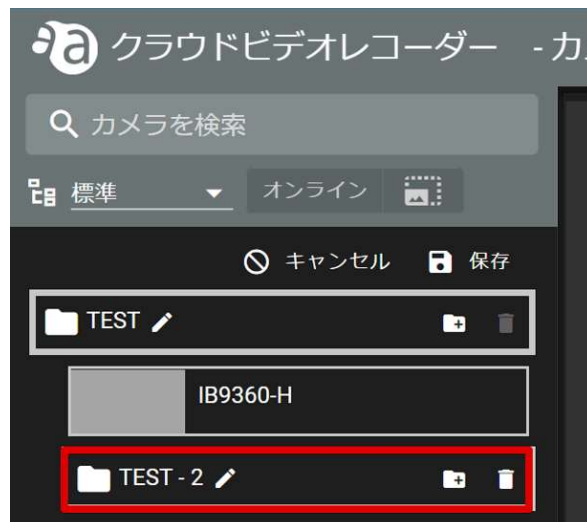 クラウドビデオレコーダー - カ
カメラを検索
標準 オンライン
キャンセル 保存
TEST
IB9360-H
TEST - 2